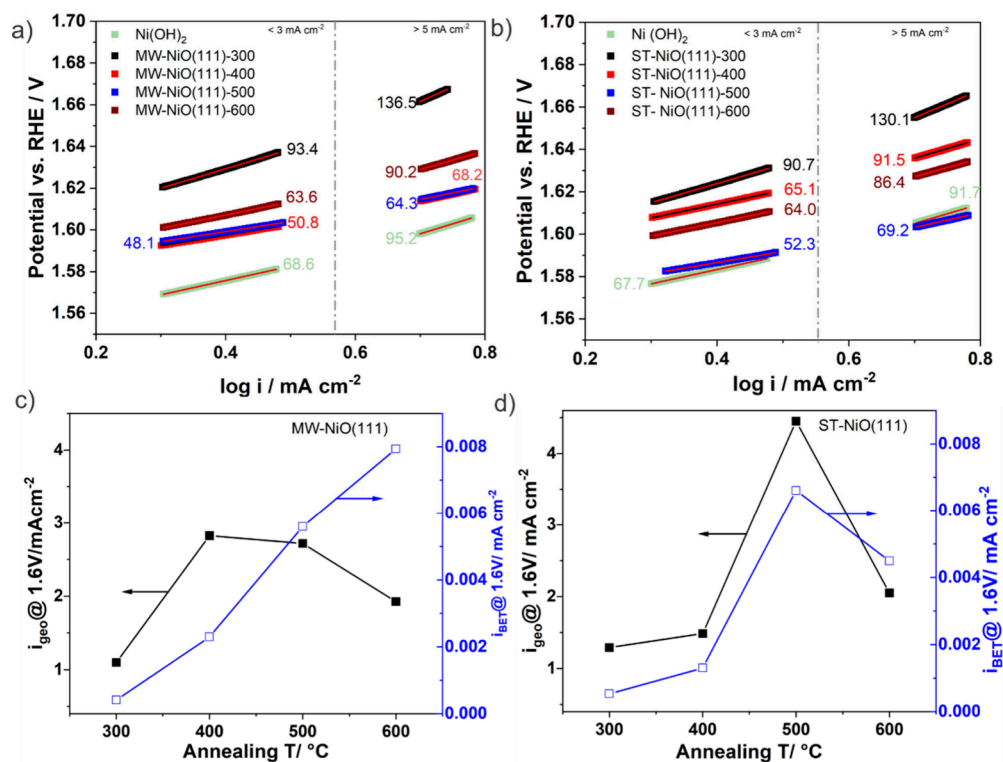 a)
< 3 mA cm-2
> 5 mA cm-2
Ni(OH)2
MW-NiO(111)-300
MW-NiO(111)-400
MW-NiO(111)-500
MW-NiO(111)-600
136.5
93.4
90.2
68.2
63.6
64.3
50.8
48.1
95.2
68.6
1.70
1.68
1.66
1.64
1.62
1.60
1.58
1.56
Potential vs. RHE / V
0.2
0.4
0.6
0.8
log i / mA cm-2
b)
< 3 mA cm-2
> 5 mA cm-2
Ni (OH)2
ST-NiO(111)-300
ST-NiO(111)-400
ST- NiO(111)-500
ST- NiO(111)-600
130.1
90.7
91.5
65.1
86.4
64.0
91.7
69.2
52.3
67.7
1.70
1.68
1.66
1.64
1.62
1.60
1.58
1.56
Potential vs. RHE / V
0.2
0.4
0.6
0.8
log i / mA cm-2
c)
MW-NiO(111)
4
3
2
1
igeo@ 1.6V/mAcm-2
0.008
0.006
0.004
0.002
0.000
iBET@ 1.6V/ mA cm-2
300
400
500
600
Annealing T/ °C
d)
ST-NiO(111)
4
3
2
1
igeo@ 1.6V/ mA cm-2
0.008
0.006
0.004
0.002
0.000
iBET@ 1.6V/ mA cm-2
300
400
500
600
Annealing T/ °C